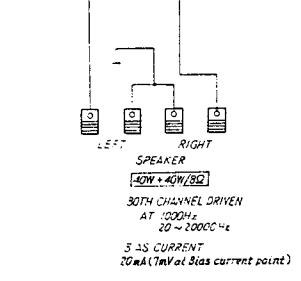 LEFT RIGHT
SPEAKER
40W + 40W/8Ω
BOTH CHANNEL DRIVEN
AT 1000Hz
20 ~ 20000Hz
BIAS CURRENT
20mA (7mV at Bias current point)